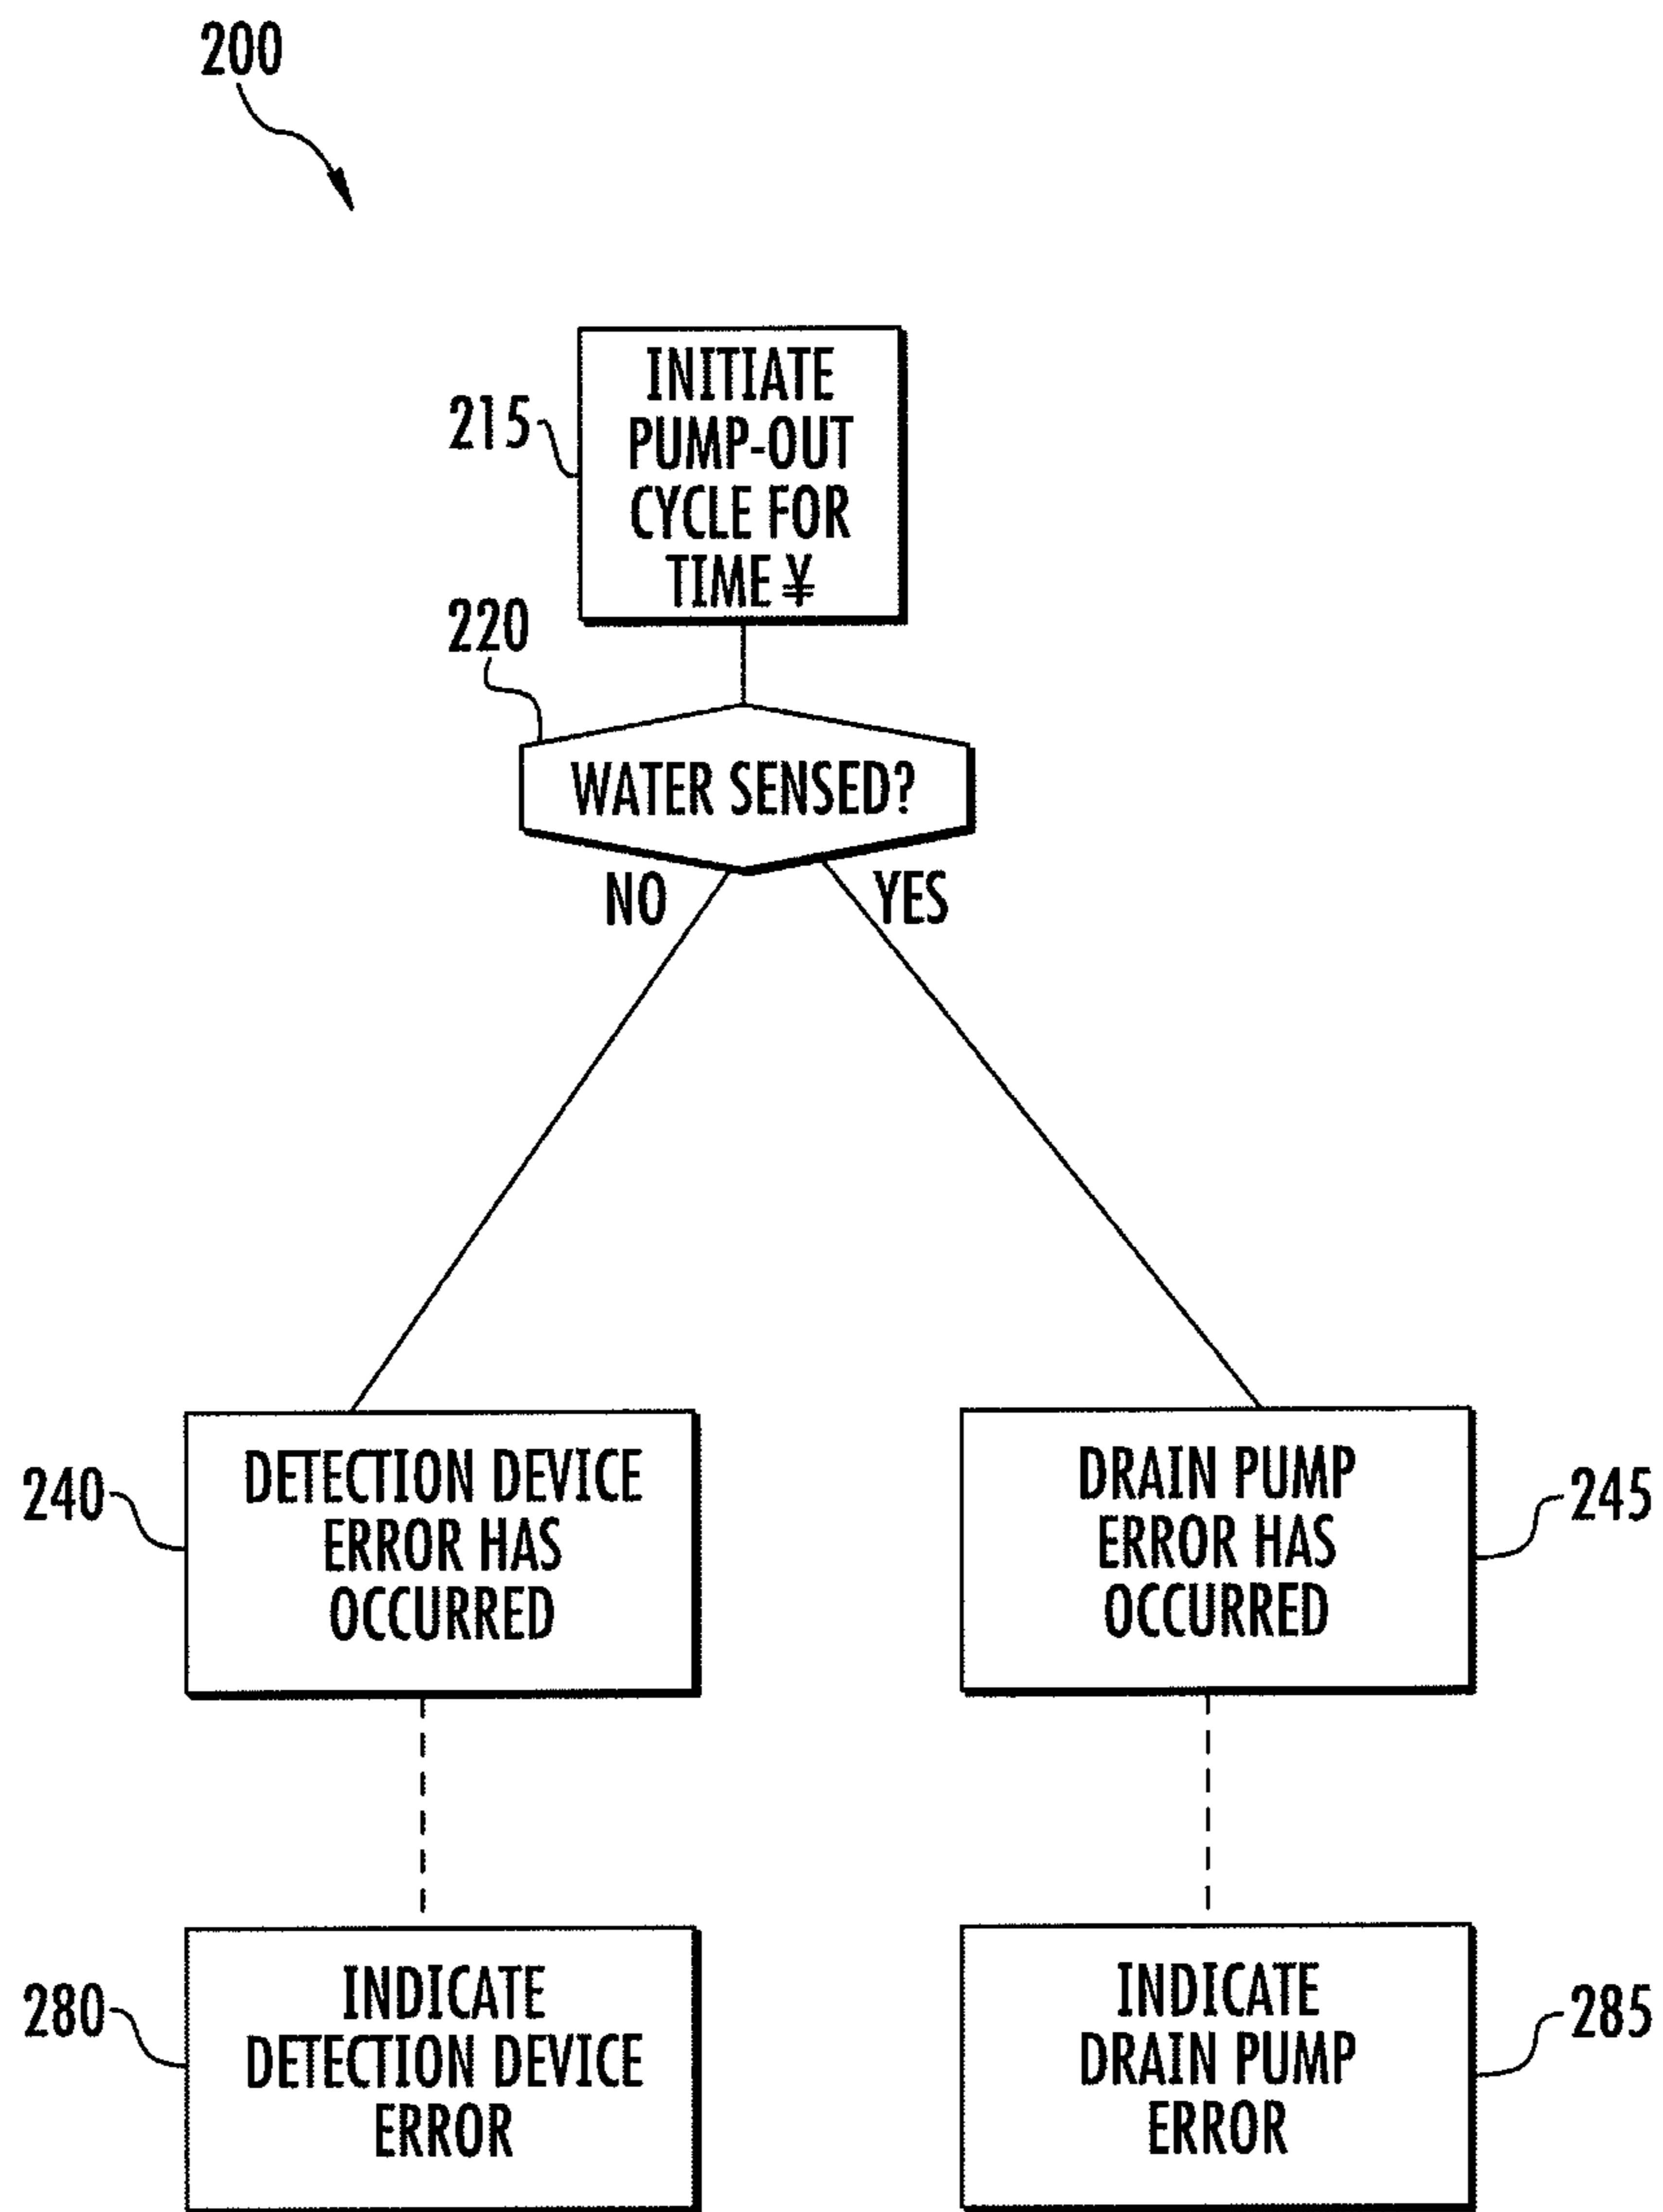 200
215
INITIATE
PUMP-OUT
CYCLE FOR
TIME ¥
220
WATER SENSED?
NO
YES
240
DETECTION DEVICE
ERROR HAS
OCCURRED
DRAIN PUMP
ERROR HAS
OCCURRED
245
280
INDICATE
DETECTION DEVICE
ERROR
INDICATE
DRAIN PUMP
ERROR
285